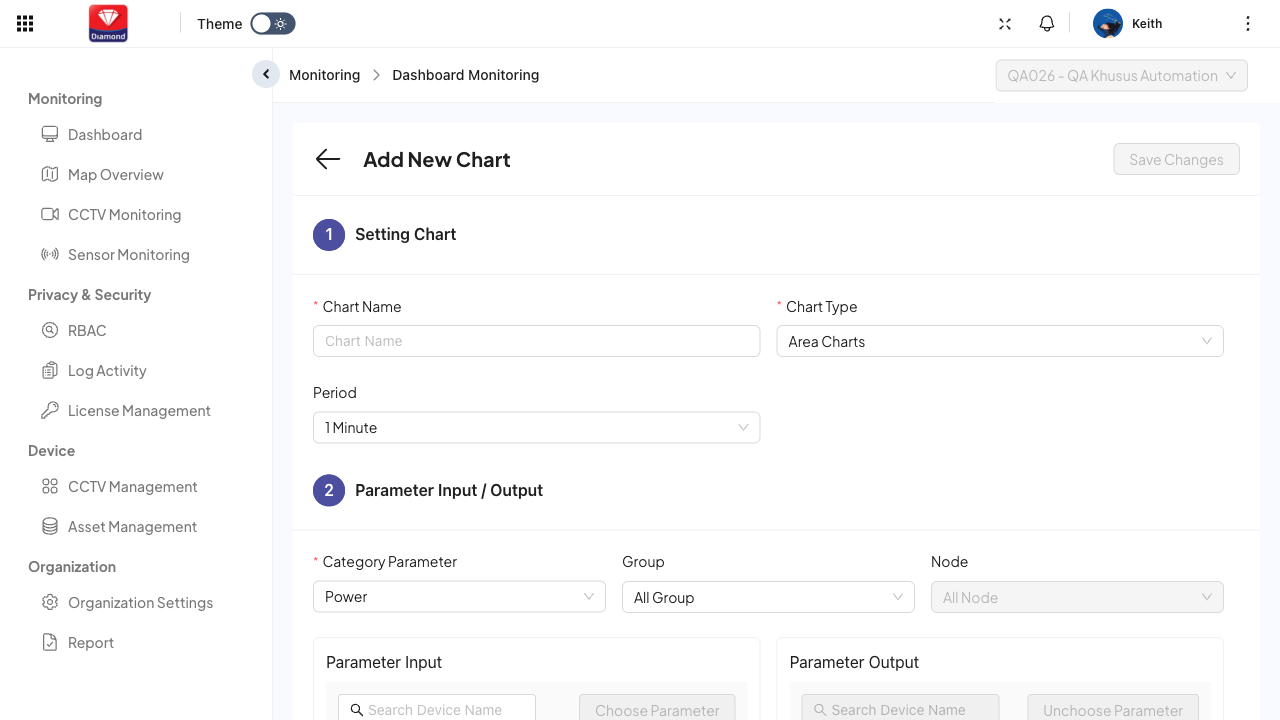 Diamond
Theme
Keith
Monitoring
Dashboard Monitoring
QA026 - QA Khusus Automation
Monitoring
Dashboard
Map Overview
CCTV Monitoring
Sensor Monitoring
Privacy & Security
RBAC
Log Activity
License Management
Device
CCTV Management
Asset Management
Organization
Organization Settings
Report
Add New Chart
Save Changes
1 Setting Chart
* Chart Name
Chart Name
* Chart Type
Area Charts
Period
1 Minute
2 Parameter Input / Output
* Category Parameter
Power
Group
All Group
Node
All Node
Parameter Input
Search Device Name
Choose Parameter
Parameter Output
Search Device Name
Unchoose Parameter